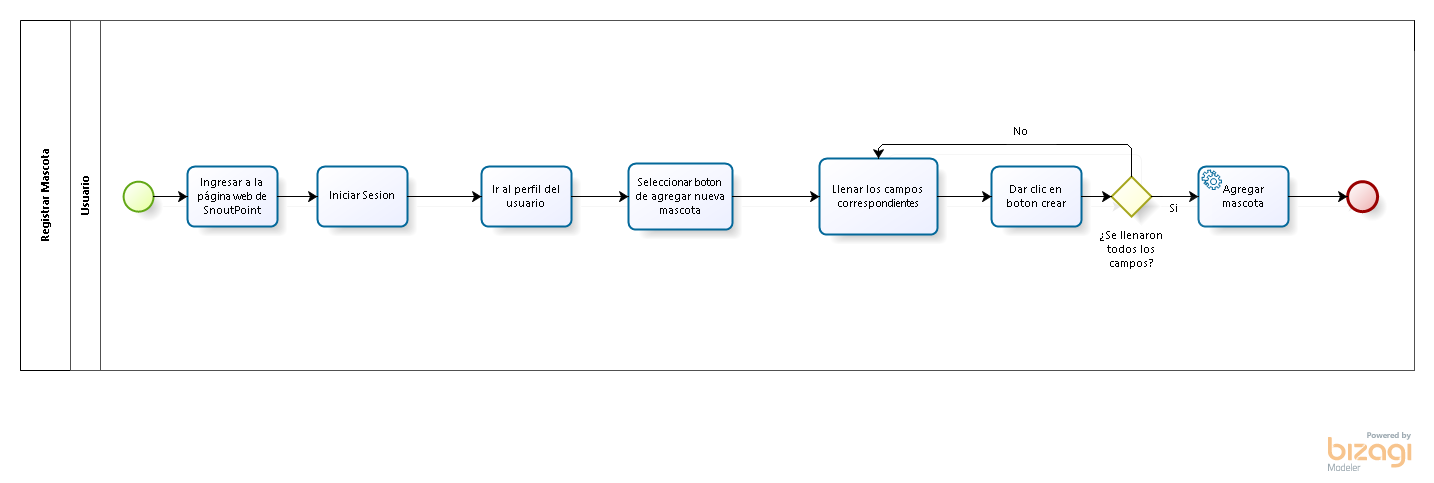 Registrar Mascota
Usuario
Ingresar a la
página web de
SnoutPoint
Iniciar Sesion
Ir al perfil del
usuario
Seleccionar boton
de agregar nueva
mascota
Llenar los campos
correspondientes
No
Dar clic en
boton crear
¿Se llenaron
todos los
campos?
Si
Agregar
mascota
Powered by
bizagi
Modeler